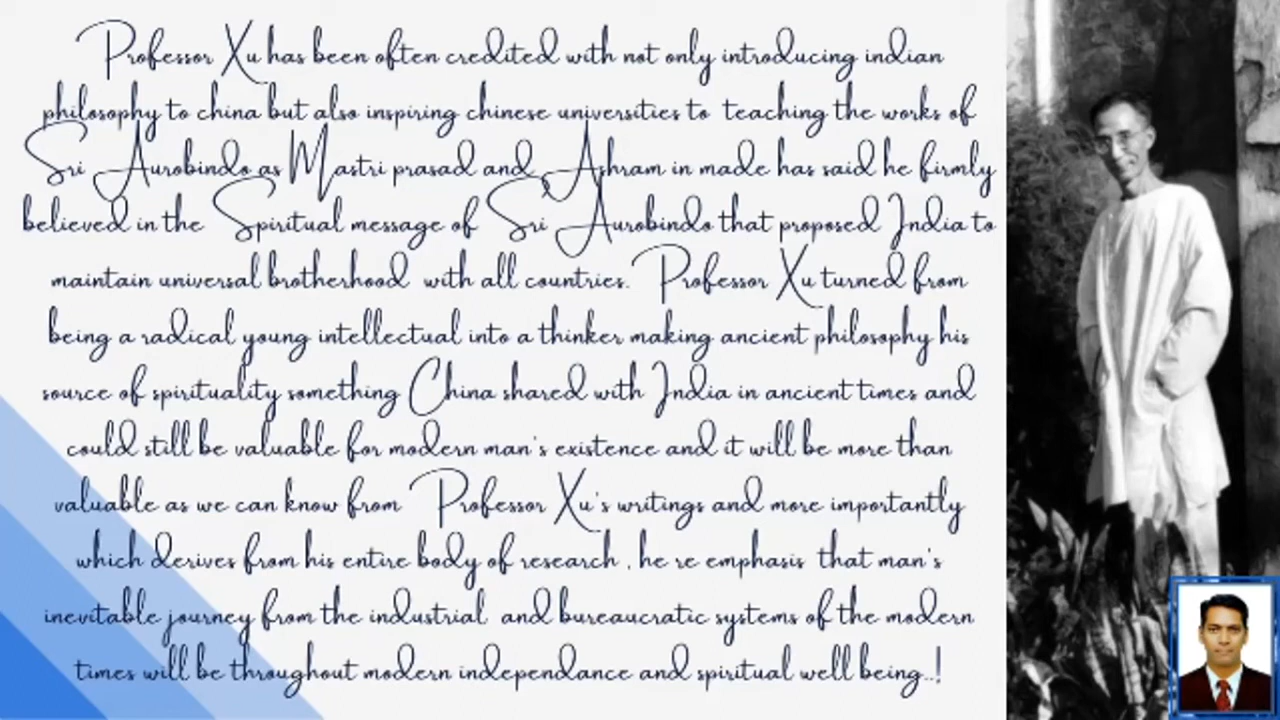 Professor Xu has been often credited with not only introducing indian
philosophy to china but also inspiring chinese universities to teaching the works of
Sri Aurobindo as Mastri prasad and Ashram in made has said he firmly
believed in the Spiritual message of Sri Aurobindo that proposed India to
maintain universal brotherhood with all countries. Professor Xu turned from
being a radical young intellectual into a thinker making ancient philosophy his
source of spirituality something China shared with India in ancient times and
could still be valuable for modern man's existence and it will be more than
valuable as we can know from Professor Xu's writings and more importantly
which derives from his entire body of research , he re emphasis that man's
inevitable journey from the industrial and bureaucratic systems of the modern
times will be throughout modern independance and spiritual well being..!